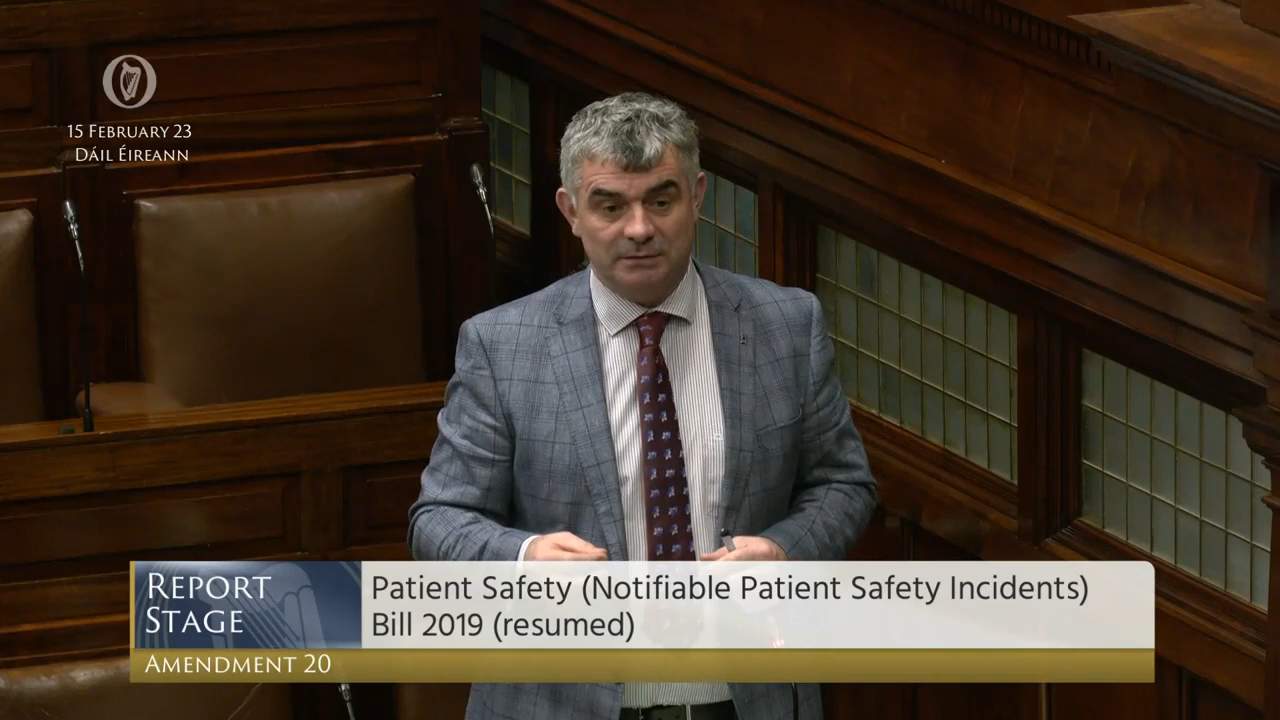 15 February 23
Dáil Éireann
Report
Stage
Patient Safety (Notifiable Patient Safety Incidents)
Bill 2019 (resumed)
Amendment 20